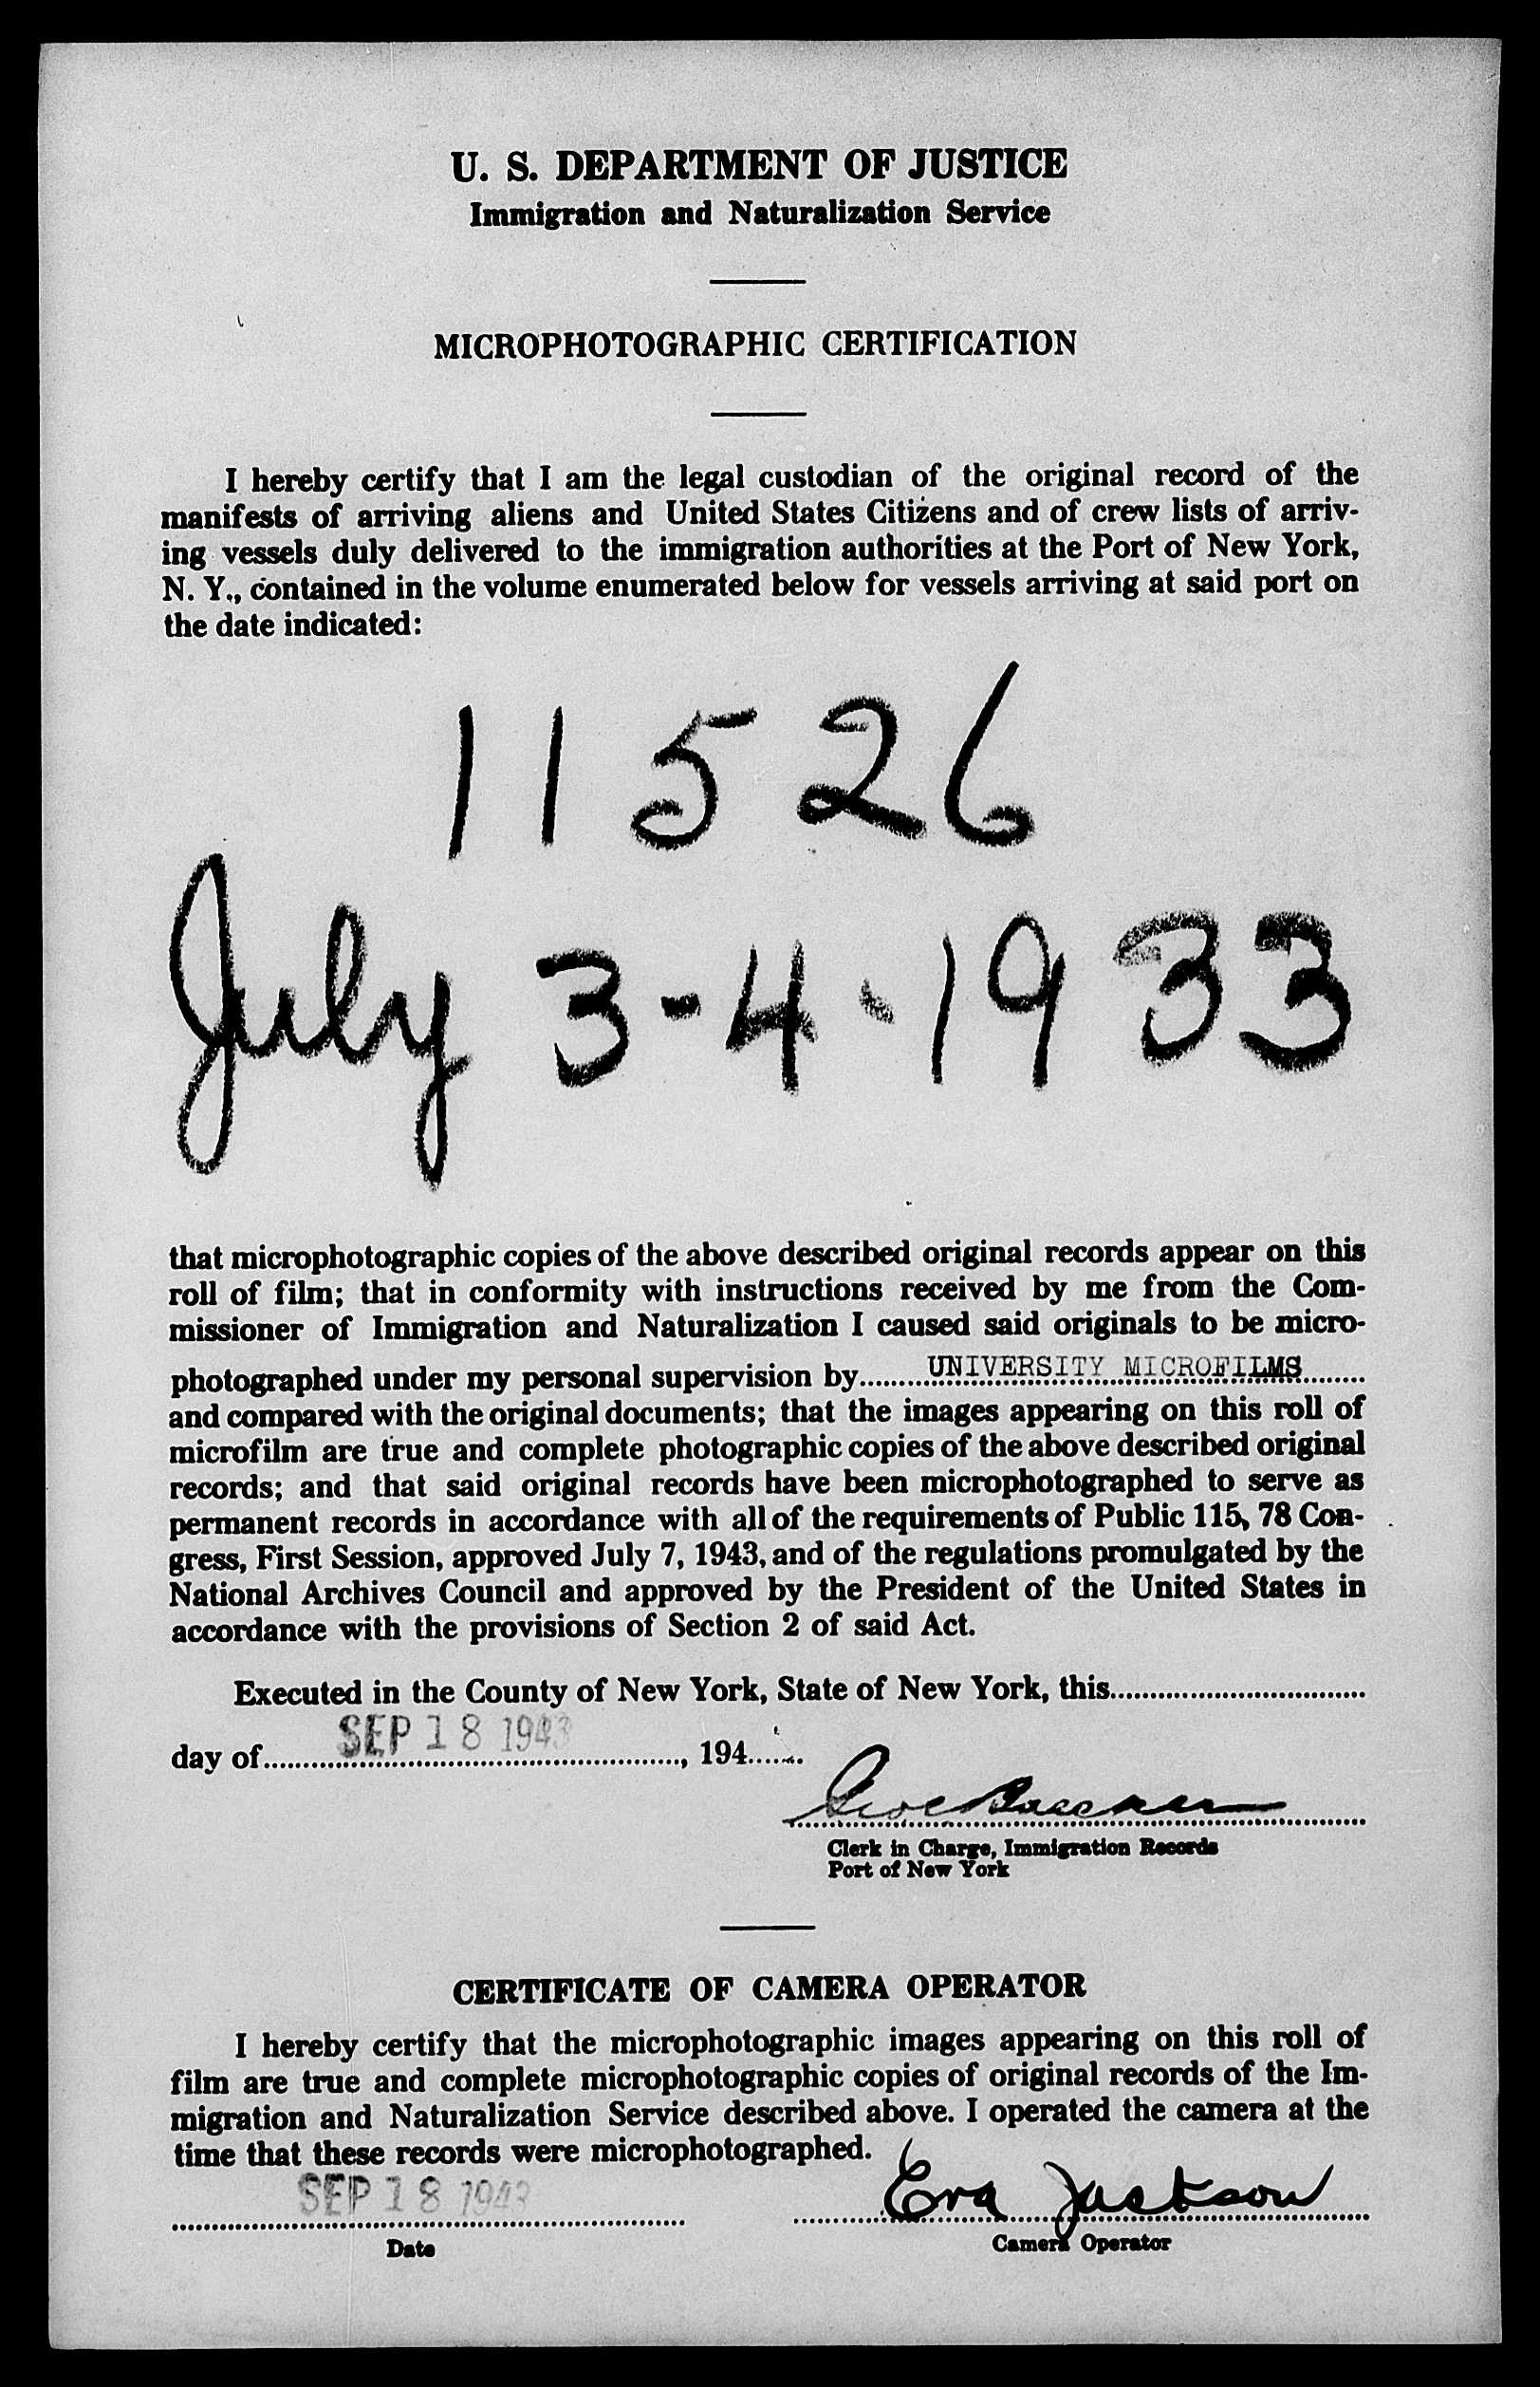 U. S. DEPARTMENT OF JUSTICE
Immigration and Naturalization Service
MICROPHOTOGRAPHIC CERTIFICATION
I hereby certify that I am the legal custodian of the original record of the
manifests of arriving aliens and United States Citizens and of crew lists of arriv-
ing vessels duly delivered to the immigration authorities at the Port of New York,
N. Y., contained in the volume enumerated below for vessels arriving at said port on
the date indicated:
11526
July 3-4-1933
that microphotographic copies of the above described original records appear on this
roll of film; that in conformity with instructions received by me from the Com-
missioner of Immigration and Naturalization I caused said originals to be micro-
photographed under my personal supervision by UNIVERSITY MICROFILMS
and compared with the original documents; that the images appearing on this roll of
microfilm are true and complete photographic copies of the above described original
records; and that said original records have been microphotographed to serve as
permanent records in accordance with all of the requirements of Public 115, 78 Con-
gress, First Session, approved July 7, 1943, and of the regulations promulgated by the
National Archives Council and approved by the President of the United States in
accordance with the provisions of Section 2 of said Act.
Executed in the County of New York, State of New York, this
day of SEP 18 1943, 194
Clerk in Charge, Immigration Records
Port of New York
CERTIFICATE OF CAMERA OPERATOR
I hereby certify that the microphotographic images appearing on this roll of
film are true and complete microphotographic copies of original records of the Im-
migration and Naturalization Service described above. I operated the camera at the
time that these records were microphotographed.
SEP 18 1943 Eva Jackson
Date Camera Operator